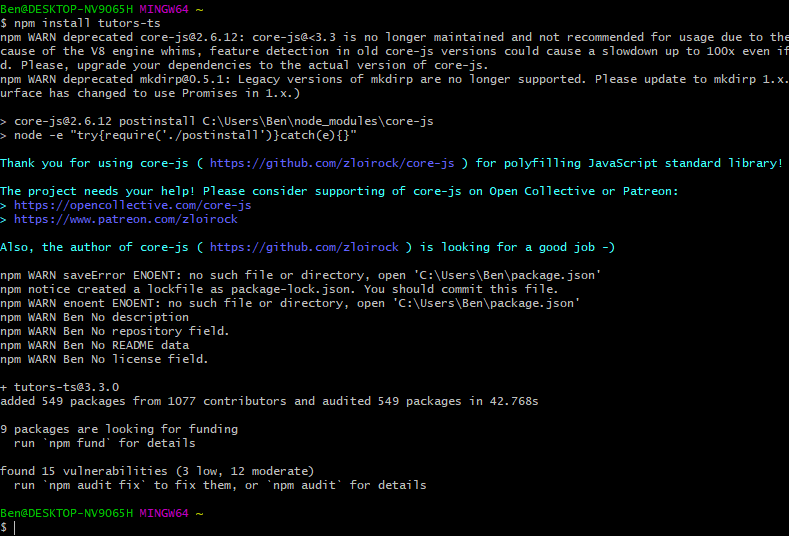 Ben@DESKTOP-NV9065H MINGW64 ~
$ npm install tutors-ts
npm WARN deprecated core-js@2.6.12: core-js@<3.3 is no longer maintained and not recommended for usage due to the
cause of the V8 engine whims, feature detection in old core-js versions could cause a slowdown up to 100x even if
d. Please, upgrade your dependencies to the actual version of core-js.
npm WARN deprecated mkdirp@0.5.1: Legacy versions of mkdirp are no longer supported. Please update to mkdirp 1.x.
urface has changed to use Promises in 1.x.)
> core-js@2.6.12 postinstall C:\Users\Ben\node_modules\core-js
> node -e "try{require('./postinstall')}catch(e){}"
Thank you for using core-js ( https://github.com/zloirock/core-js ) for polyfilling JavaScript standard library!
The project needs your help! Please consider supporting of core-js on Open Collective or Patreon:
> https://opencollective.com/core-js
> https://www.patreon.com/zloirock
Also, the author of core-js ( https://github.com/zloirock ) is looking for a good job -)
npm WARN saveError ENOENT: no such file or directory, open 'C:\Users\Ben\package.json'
npm notice created a lockfile as package-lock.json. You should commit this file.
npm WARN enoent ENOENT: no such file or directory, open 'C:\Users\Ben\package.json'
npm WARN Ben No description
npm WARN Ben No repository field.
npm WARN Ben No README data
npm WARN Ben No license field.
+ tutors-ts@3.3.0
added 549 packages from 1077 contributors and audited 549 packages in 42.768s
9 packages are looking for funding
run `npm fund` for details
found 15 vulnerabilities (3 low, 12 moderate)
run `npm audit fix` to fix them, or `npm audit` for details
Ben@DESKTOP-NV9065H MINGW64 ~
$